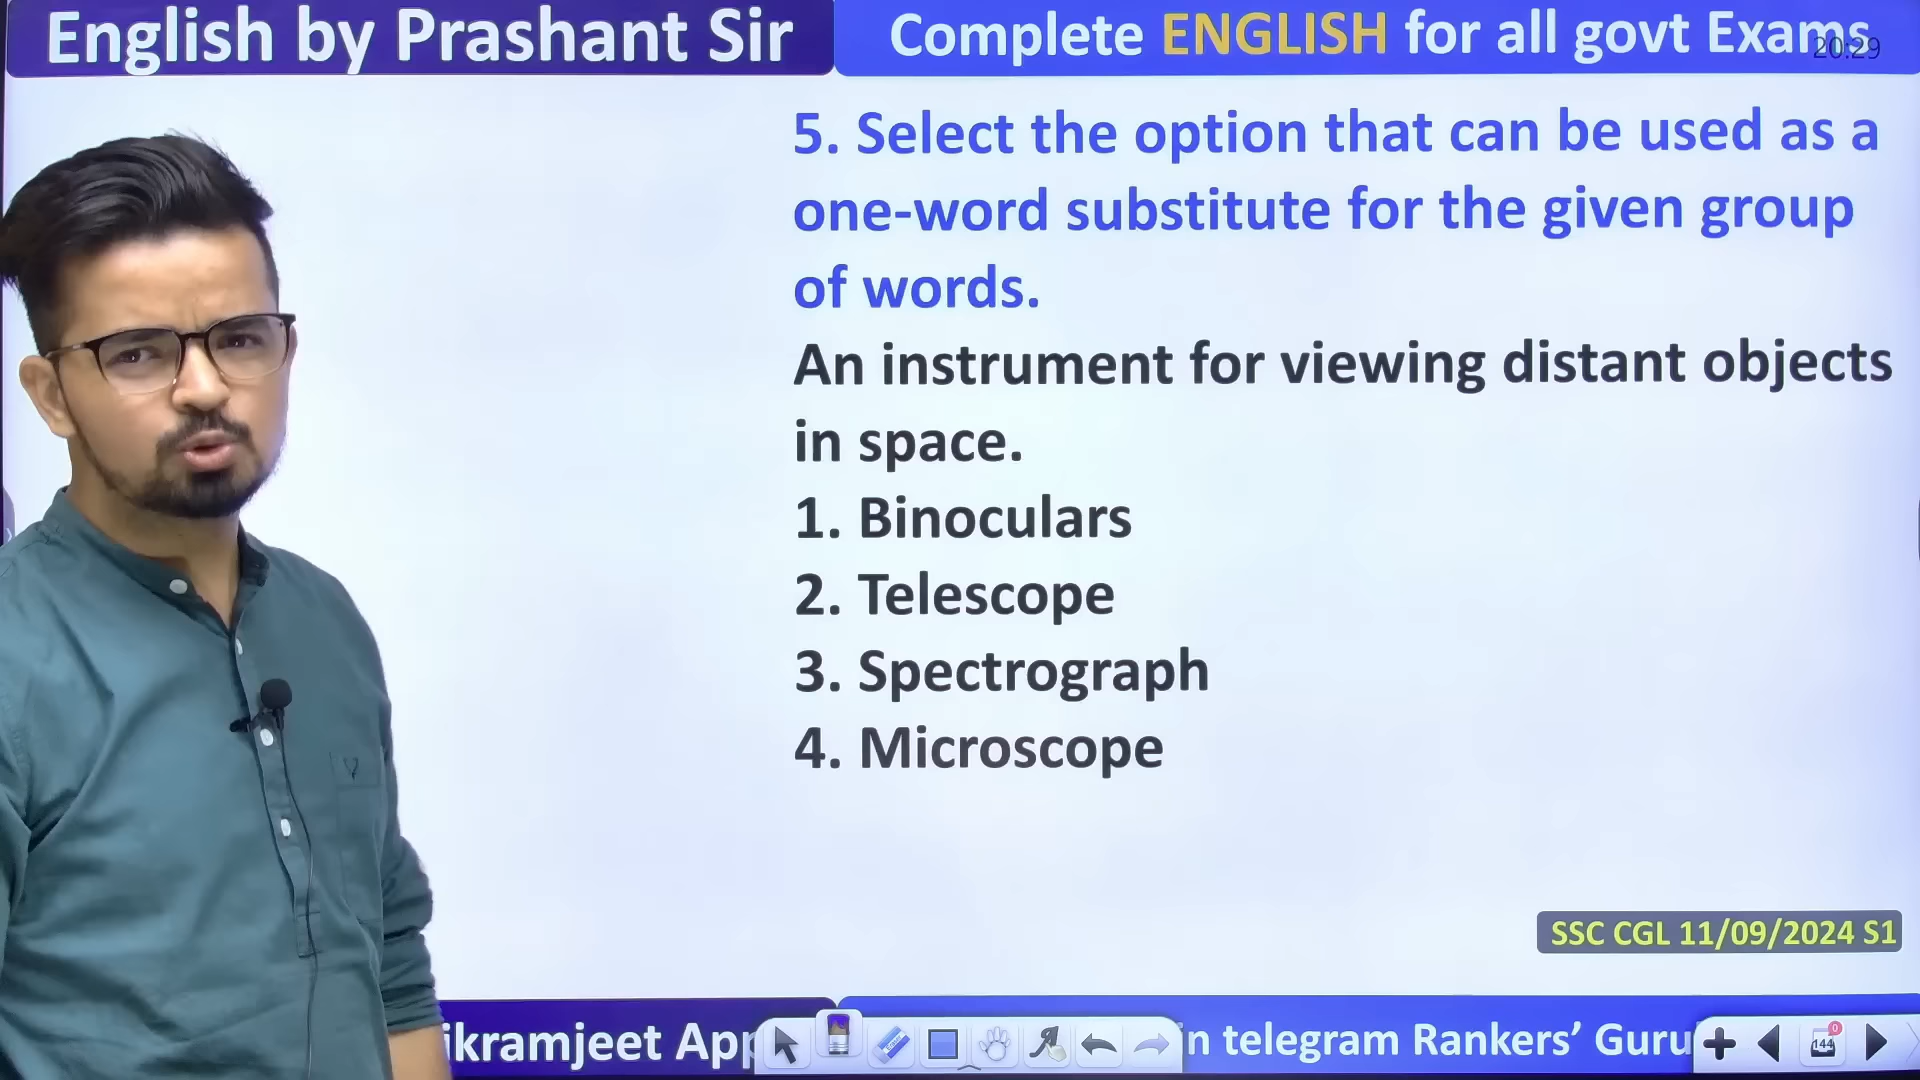 English by Prashant Sir
Complete ENGLISH for all govt Exams
20:29
5. Select the option that can be used as a
one-word substitute for the given group
of words.
An instrument for viewing distant objects
in space.
1. Binoculars
2. Telescope
3. Spectrograph
4. Microscope
SSC CGL 11/09/2024 S1
ikramjeet App
in telegram Rankers’ Guru
144
0